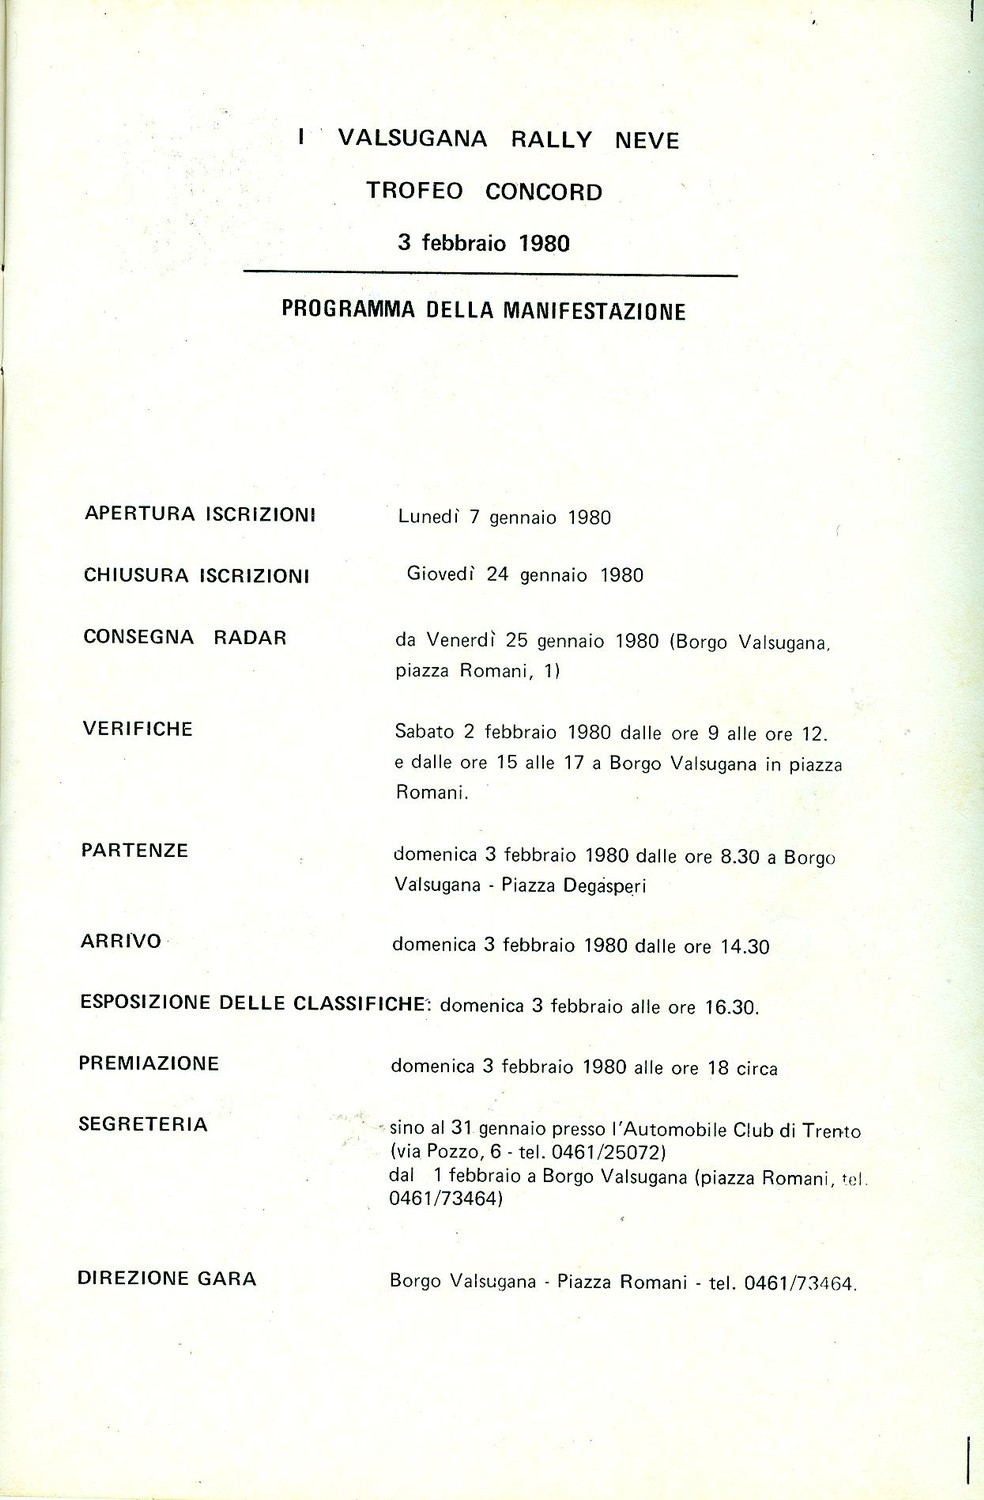 I VALSUGANA RALLY NEVE
TROFEO CONCORD
3 febbraio 1980
PROGRAMMA DELLA MANIFESTAZIONE
APERTURA ISCRIZIONI Lunedì 7 gennaio 1980
CHIUSURA ISCRIZIONI Giovedì 24 gennaio 1980
CONSEGNA RADAR da Venerdì 25 gennaio 1980 (Borgo Valsugana,
piazza Romani, 1)
VERIFICHE Sabato 2 febbraio 1980 dalle ore 9 alle ore 12.
e dalle ore 15 alle 17 a Borgo Valsugana in piazza
Romani.
PARTENZE domenica 3 febbraio 1980 dalle ore 8.30 a Borgo
Valsugana - Piazza Degasperi
ARRIVO domenica 3 febbraio 1980 dalle ore 14.30
ESPOSIZIONE DELLE CLASSIFICHE: domenica 3 febbraio alle ore 16.30.
PREMIAZIONE domenica 3 febbraio 1980 alle ore 18 circa
SEGRETERIA sino al 31 gennaio presso l'Automobile Club di Trento
(via Pozzo, 6 - tel. 0461/25072)
dal 1 febbraio a Borgo Valsugana (piazza Romani, tel.
0461/73464)
DIREZIONE GARA Borgo Valsugana - Piazza Romani - tel. 0461/73464.